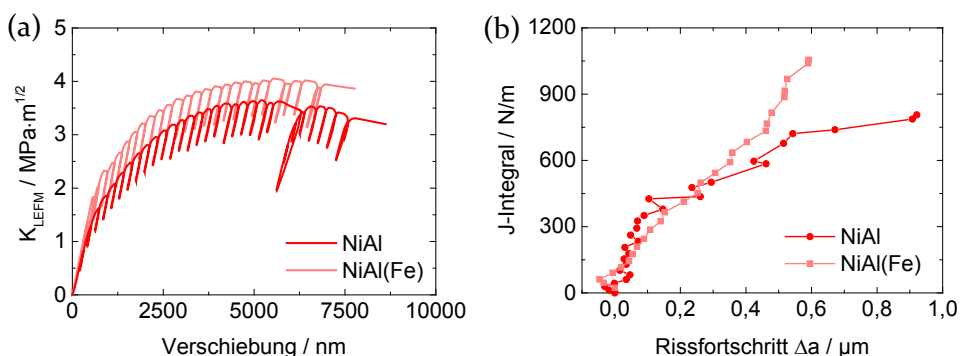 (a)
5
4
3
2
1
0
K_LEFM / MPa·m^1/2
0 2500 5000 7500 10000
Verschiebung / nm
NiAl
NiAl(Fe)
(b)
1200
900
600
300
0
J-Integral / N/m
0,0 0,2 0,4 0,6 0,8 1,0
Rissfortschritt Δa / µm
NiAl
NiAl(Fe)